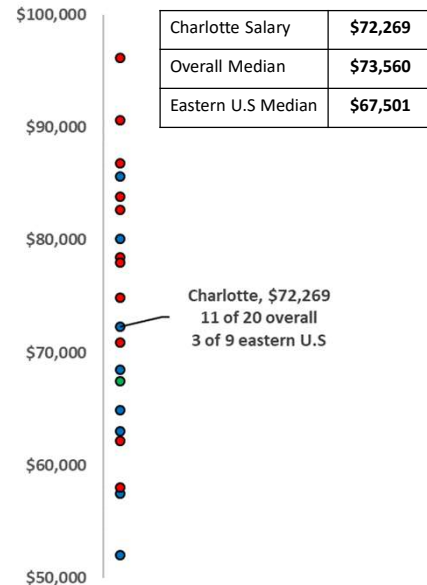 $100,000
Charlotte Salary $72,269
Overall Median $73,560
Eastern U.S Median $67,501
$90,000
$80,000
Charlotte, $72,269
11 of 20 overall
3 of 9 eastern U.S
$70,000
$60,000
$50,000